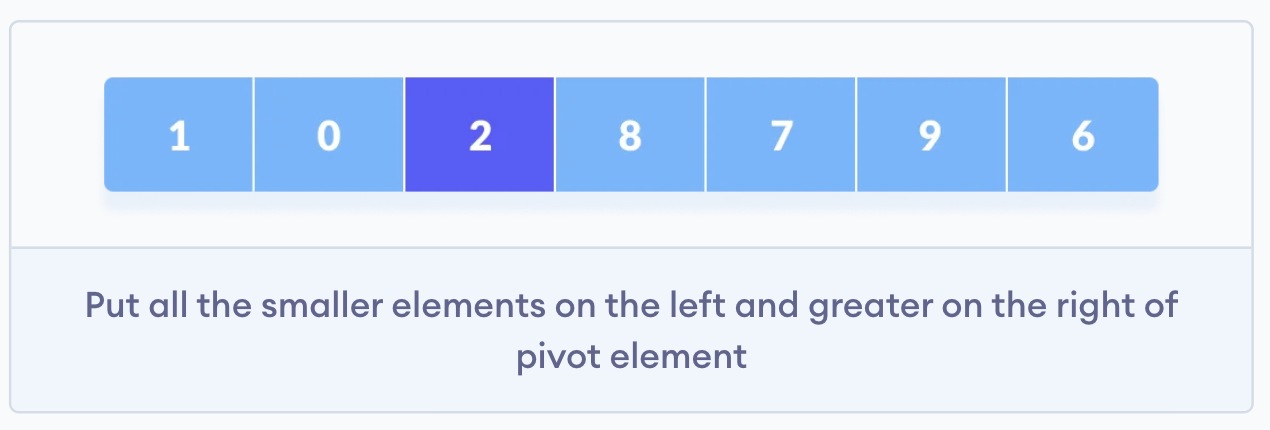 1 0 2 8 7 9 6
Put all the smaller elements on the left and greater on the right of
pivot element